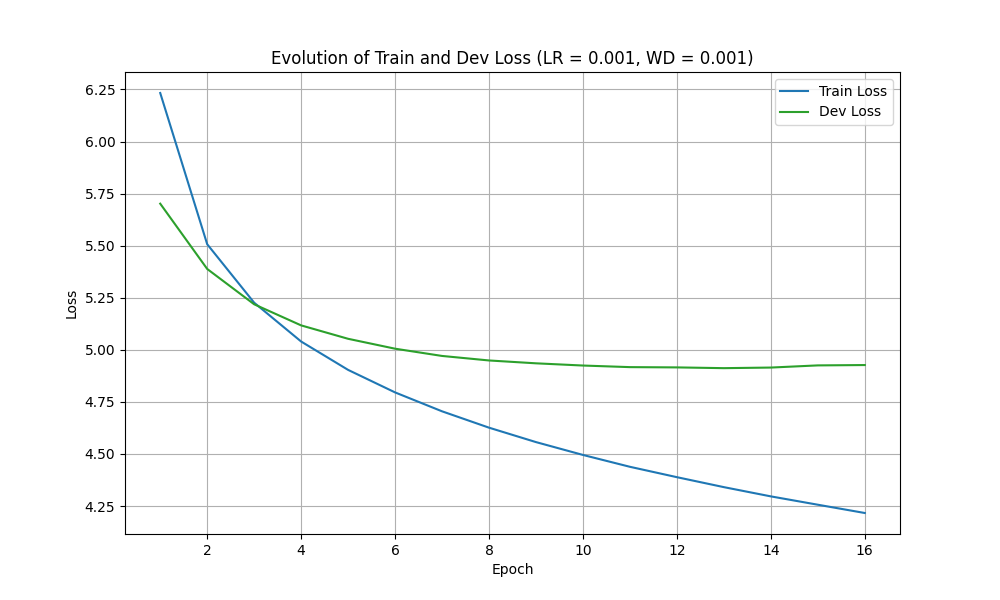 Evolution of Train and Dev Loss (LR = 0.001, WD = 0.001)
Train Loss
Dev Loss
6.25
6.00
5.75
5.50
5.25
5.00
4.75
4.50
4.25
Loss
2 4 6 8 10 12 14 16
Epoch